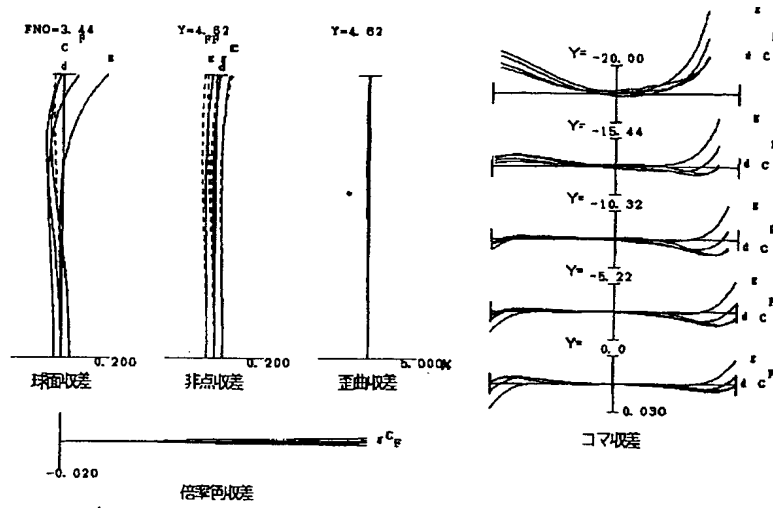 FNO=3.44
C
F
d
g
0.200
球面収差
Y=4.62
F F
g g
d
0.200
非点収差
Y=4.62
5.000%
歪曲収差
-0.020
g C F
倍率色収差
Y= -20.00
g
F
d C
Y= -15.44
g
F
d C
Y= -10.32
g
F
d C
Y= -5.22
g
F
d C
Y= 0.0
g
F
d C
0.030
コマ収差